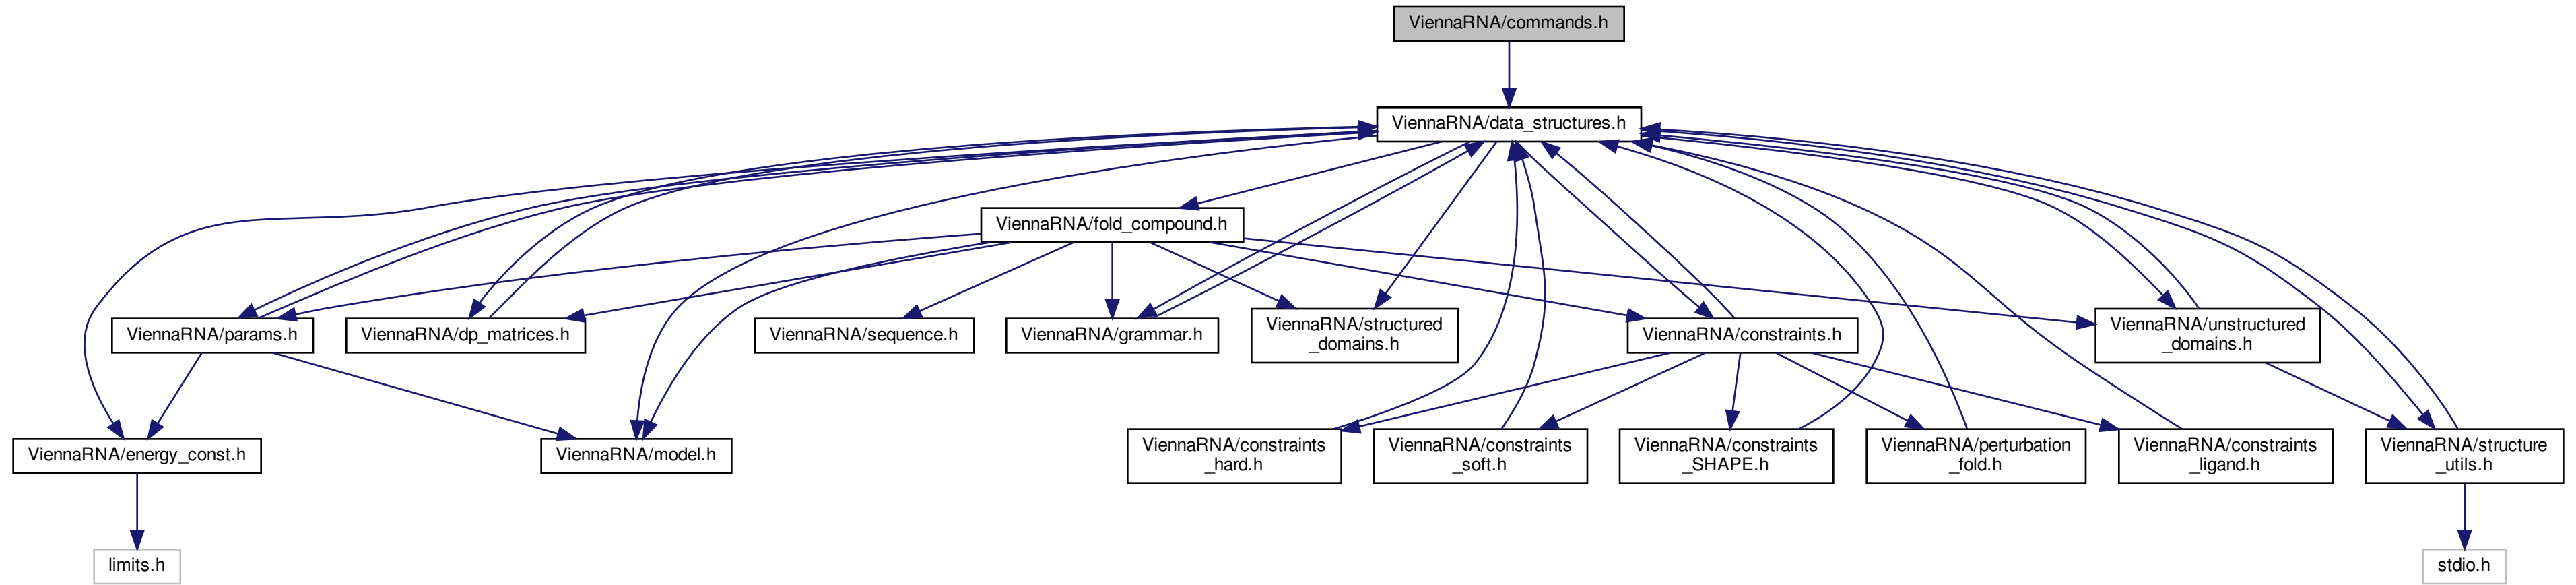 ViennaRNA/commands.h
ViennaRNA/data_structures.h
ViennaRNA/fold_compound.h
ViennaRNA/params.h
ViennaRNA/dp_matrices.h
ViennaRNA/sequence.h
ViennaRNA/grammar.h
ViennaRNA/structured
_domains.h
ViennaRNA/constraints.h
ViennaRNA/unstructured
_domains.h
ViennaRNA/energy_const.h
ViennaRNA/model.h
ViennaRNA/constraints
_hard.h
ViennaRNA/constraints
_soft.h
ViennaRNA/constraints
_SHAPE.h
ViennaRNA/perturbation
_fold.h
ViennaRNA/constraints
_ligand.h
ViennaRNA/structure
_utils.h
limits.h
stdio.h